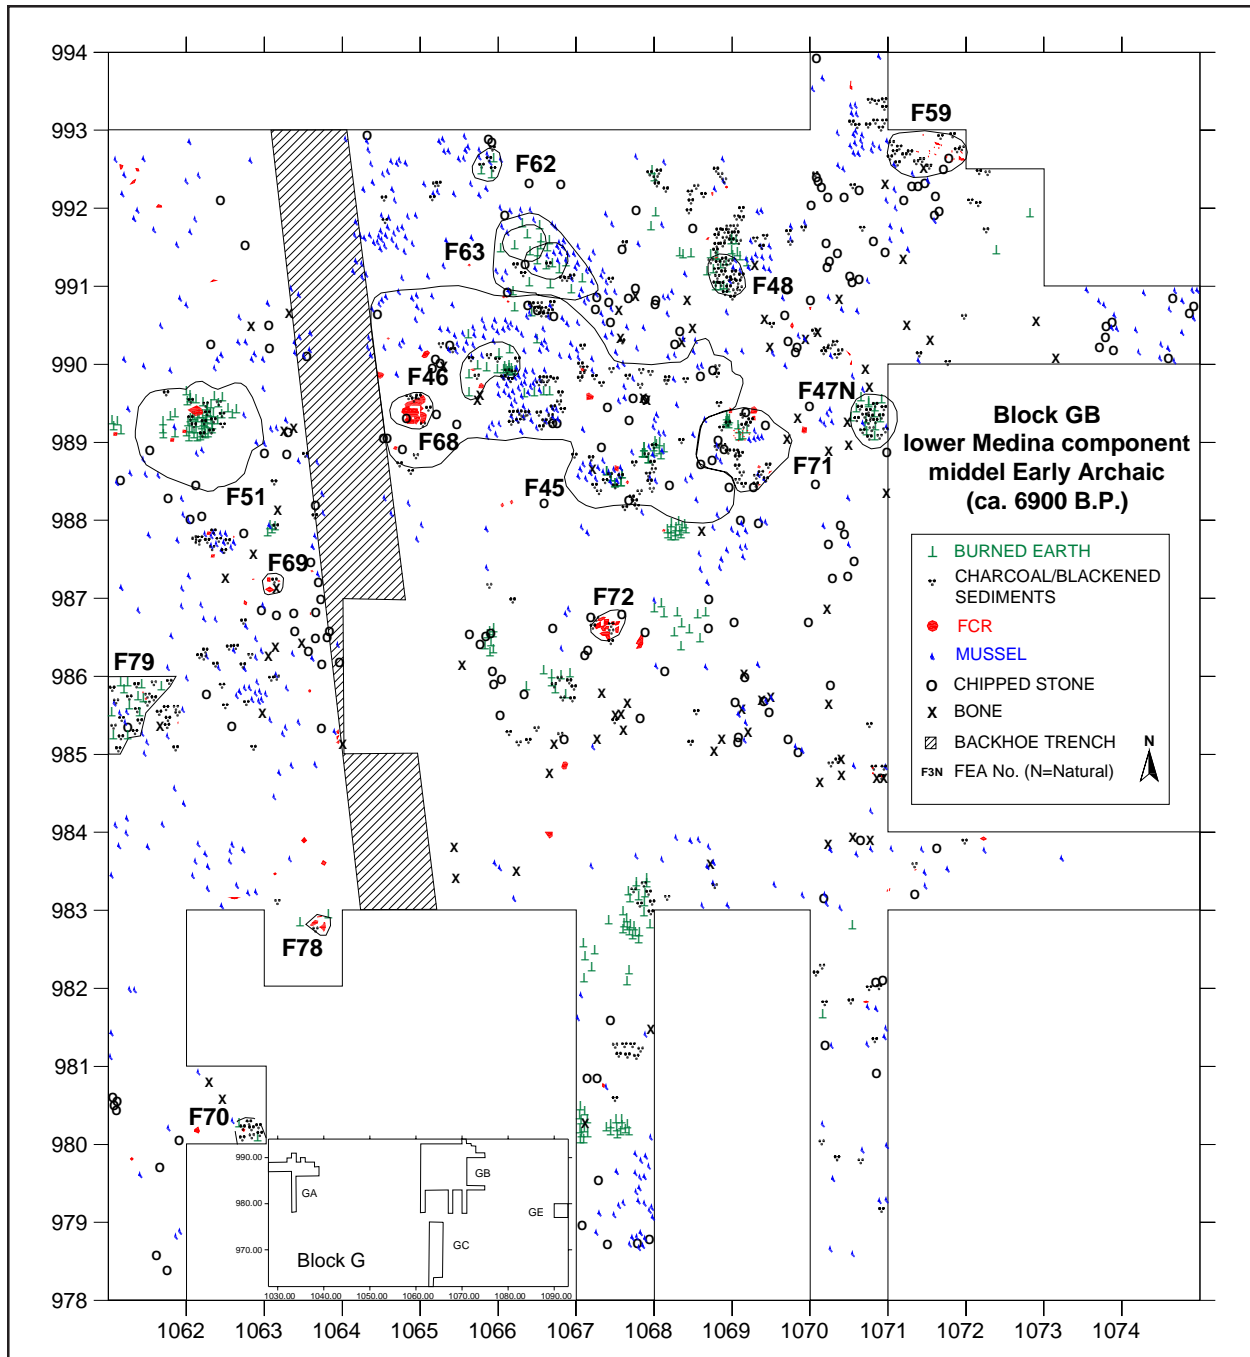 994
993
992
991
990
989
988
987
986
985
984
983
982
981
980
979
978
1062
1063
1064
1065
1066
1067
1068
1069
1070
1071
1072
1073
1074
F59
F62
F63
F48
F46
F47N
F68
F71
F45
F51
F69
F72
F79
F78
F70
Block GB
lower Medina component
middel Early Archaic
(ca. 6900 B.P.)
BURNED EARTH
CHARCOAL/BLACKENED
SEDIMENTS
FCR
MUSSEL
O CHIPPED STONE
X BONE
BACKHOE TRENCH
N
F3N FEA No. (N=Natural)
990.00
980.00
970.00
GA
GB
GE
GC
Block G
1030.00
1040.00
1050.00
1060.00
1070.00
1080.00
1090.00